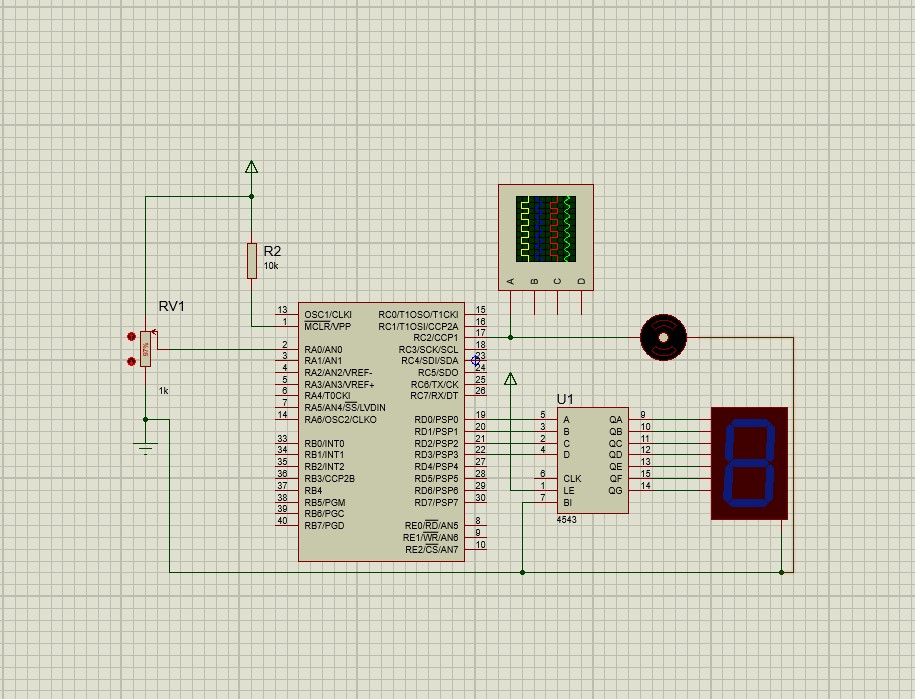 R2
10k
RV1
97%
1k
A
B
C
D
13 OSC1/CLKI RC0/T1OSO/T1CKI 15
1 MCLR/VPP RC1/T1OSI/CCP2A 16
RC2/CCP1 17
2 RA0/AN0 RC3/SCK/SCL 18
3 RA1/AN1 RC4/SDI/SDA 23
4 RA2/AN2/VREF- RC5/SDO 24
5 RA3/AN3/VREF+ RC6/TX/CK 25
6 RA4/T0CKI RC7/RX/DT 26
7 RA5/AN4/SS/LVDIN
14 RA6/OSC2/CLKO RD0/PSP0 19
RD1/PSP1 20
33 RB0/INT0 RD2/PSP2 21
34 RB1/INT1 RD3/PSP3 22
35 RB2/INT2 RD4/PSP4 27
36 RB3/CCP2B RD5/PSP5 28
37 RB4 RD6/PSP6 29
38 RB5/PGM RD7/PSP7 30
39 RB6/PGC
40 RB7/PGD RE0/RD/AN5 8
RE1/WR/AN6 9
RE2/CS/AN7 10
U1
5 A QA 9
3 B QB 10
2 C QC 11
4 D QD 12
QE 13
6 CLK QF 15
1 LE QG 14
7 BI
4543